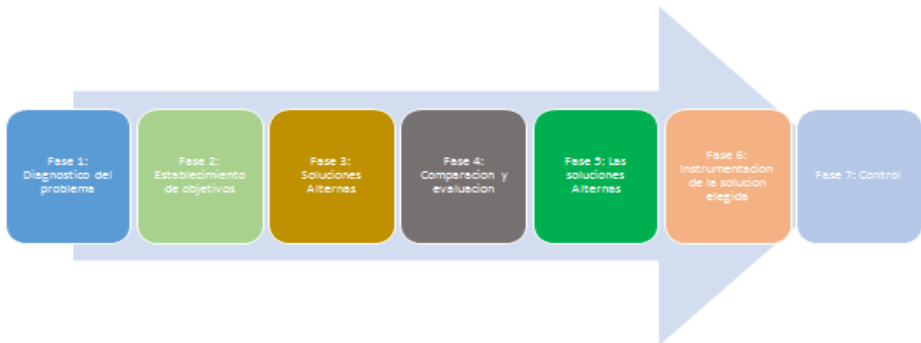 Fase 1:
Diagnostico del
problema
Fase 2:
Establecimiento
de objetivos
Fase 3:
Soluciones
Alternas
Fase 4:
Comparacion y
evaluacion
Fase 5: Las
soluciones
Alternas
Fase 6:
Instrumentacion
de la solucion
elegida
Fase 7: Control